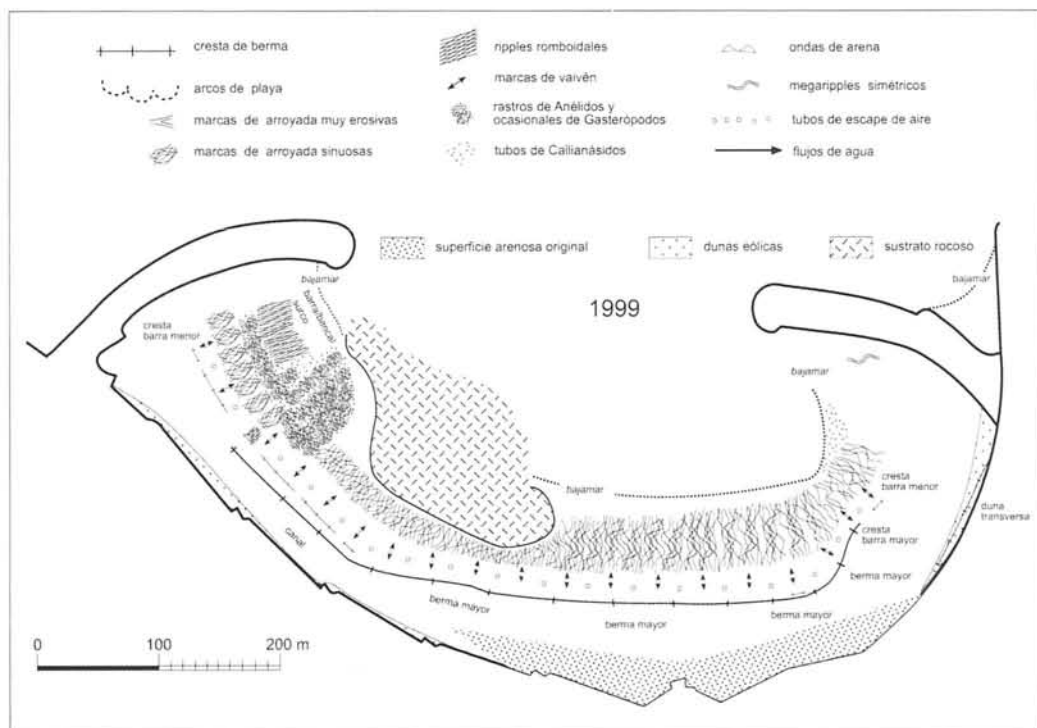 cresta de berma
arcos de playa
marcas de arroyada muy erosivas
marcas de arroyada sinuosas
ripples romboidales
marcas de vaivén
rastros de Anélidos y
ocasionales de Gasterópodos
tubos de Callianásidos
ondas de arena
megaripples simétricos
tubos de escape de aire
flujos de agua
superficie arenosa original
dunas eólicas
sustrato rocoso
1999
bajamar
surco
barra(berma)
cresta
barra menor
bajamar
bajamar
bajamar
cresta
barra menor
duna
transversa
cresta
barra mayor
canal
berma mayor
berma mayor
berma mayor
berma mayor
0 100 200 m